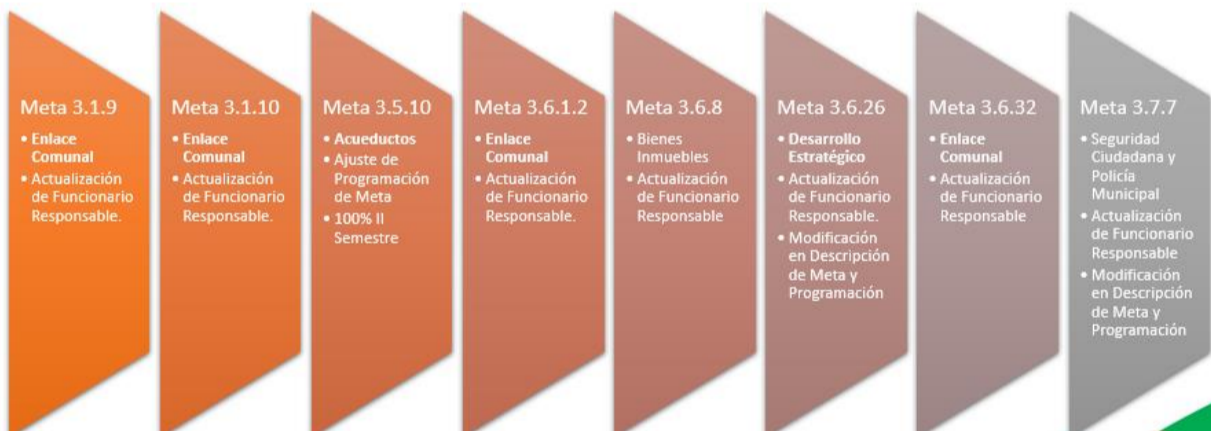 Meta 3.1.9
• Enlace
Comunal
• Actualización
de Funcionario
Responsable.
Meta 3.1.10
• Enlace
Comunal
• Actualización
de Funcionario
Responsable.
Meta 3.5.10
• Acueductos
• Ajuste de
Programación
de Meta
• 100% II
Semestre
Meta 3.6.1.2
• Enlace
Comunal
• Actualización
de Funcionario
Responsable.
Meta 3.6.8
• Bienes
Inmuebles
• Actualización
de Funcionario
Responsable
Meta 3.6.26
• Desarrollo
Estratégico
• Actualización
de Funcionario
Responsable.
• Modificación
en Descripción
de Meta y
Programación
Meta 3.6.32
• Enlace
Comunal
• Actualización
de Funcionario
Responsable
Meta 3.7.7
• Seguridad
Ciudadana y
Policía
Municipal
• Actualización
de Funcionario
Responsable
• Modificación
en Descripción
de Meta y
Programación